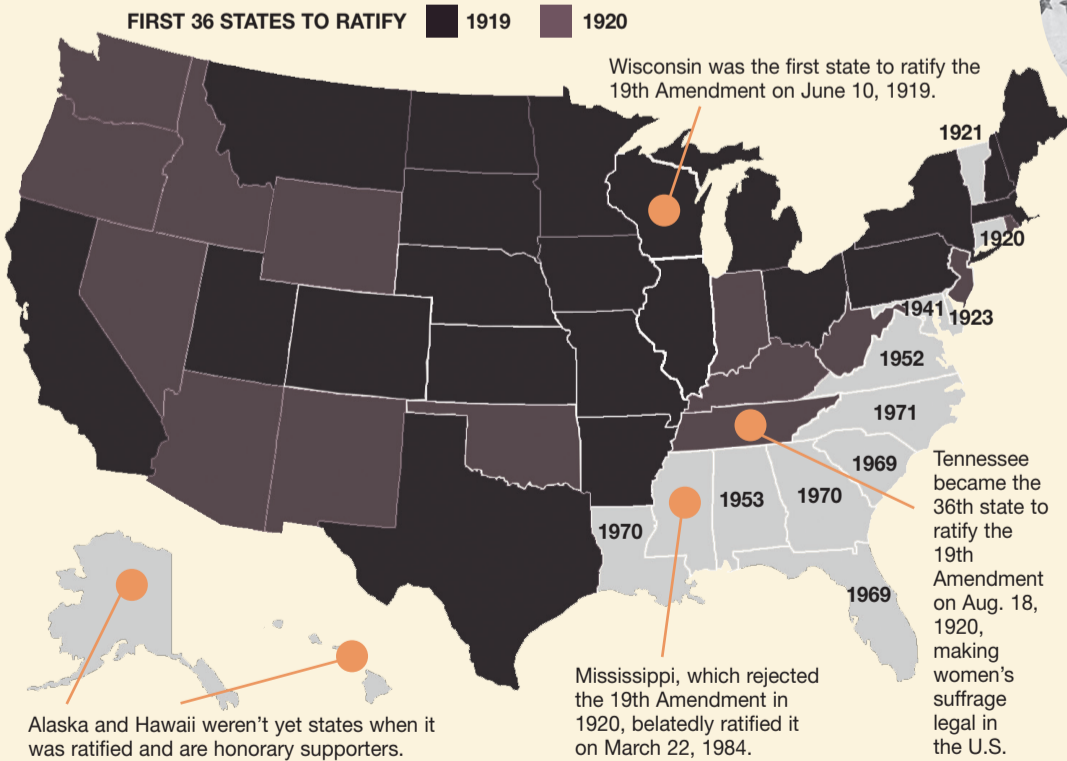 FIRST 36 STATES TO RATIFY 1919 1920
Wisconsin was the first state to ratify the
19th Amendment on June 10, 1919.
1921
1920
1941
1923
1952
1971
1969
1953
1970
1970
1969
Tennessee
became the
36th state to
ratify the
19th
Amendment
on Aug. 18,
1920,
making
women’s
suffrage
legal in
the U.S.
Mississippi, which rejected
the 19th Amendment in
1920, belatedly ratified it
on March 22, 1984.
Alaska and Hawaii weren’t yet states when it
was ratified and are honorary supporters.